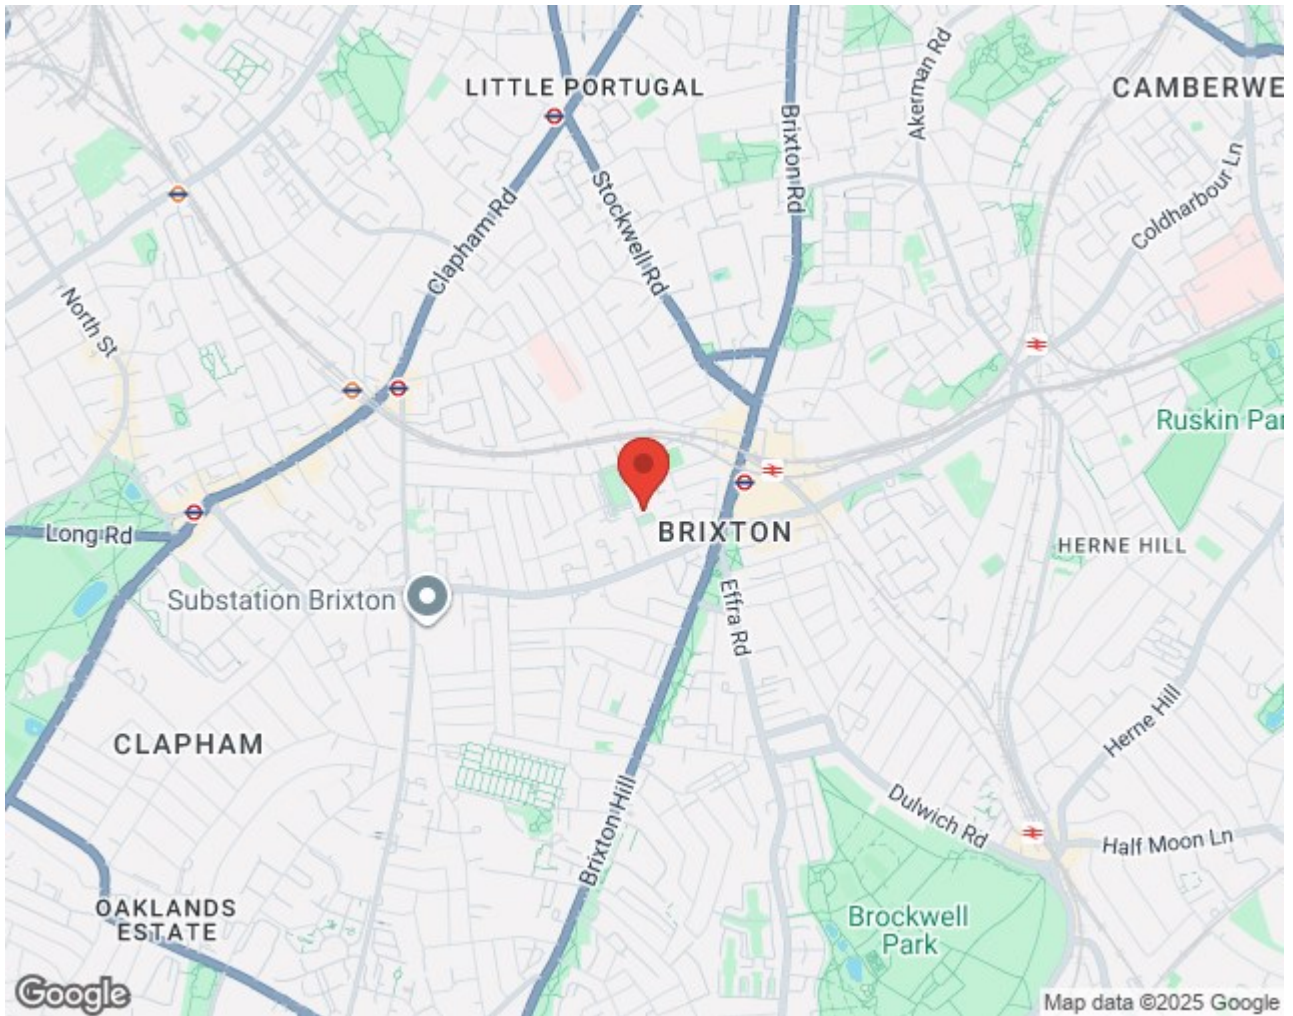 LITTLE PORTUGAL
CAMBERWE
Akerman Rd
Brixton Rd
Coldharbour Ln
Stockwell Rd
Clapham Rd
North St
Ruskin Par
Long Rd
BRIXTON
HERNE HILL
Substation Brixton
Effra Rd
Herne Hill
CLAPHAM
Brixton Hill
Dulwich Rd
Half Moon Ln
OAKLANDS
ESTATE
Brockwell
Park
Google
Map data ©2025 Google